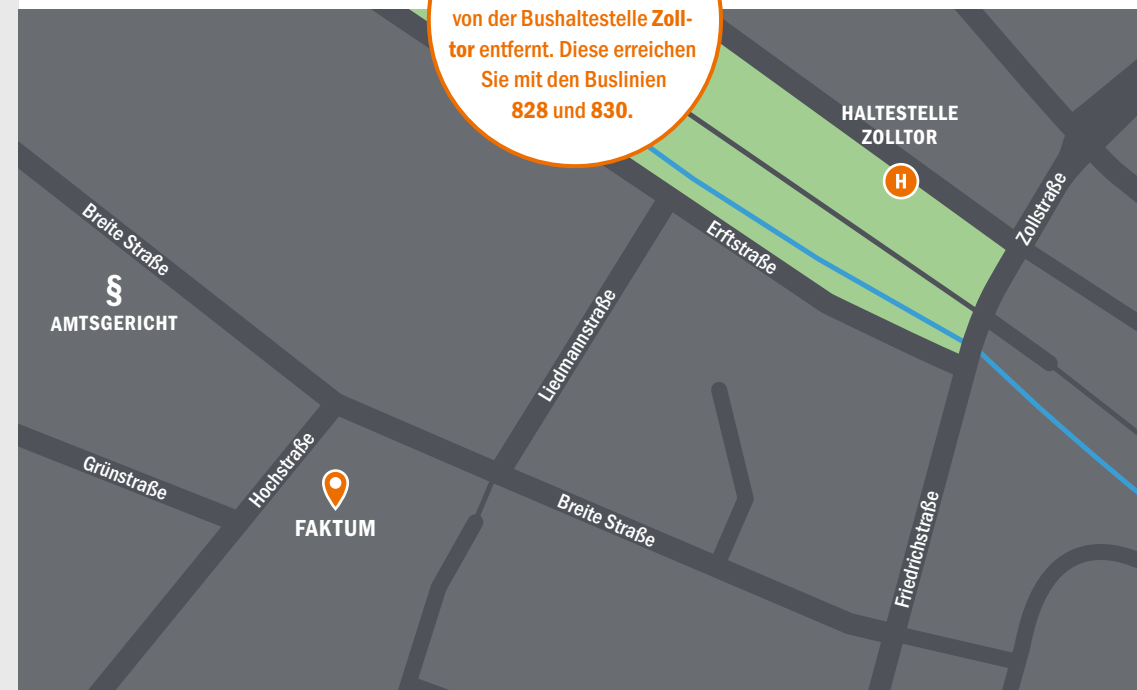 von der Bushaltestelle Zoll-
tor entfernt. Diese erreichen
Sie mit den Buslinien
828 und 830.
HALTESTELLE
ZOLLTOR
H
Zollstraße
Breite Straße
Erftstraße
§
AMTSGERICHT
Liedmannstraße
Grünstraße
Hochstraße
FAKTUM
Breite Straße
Friedrichstraße